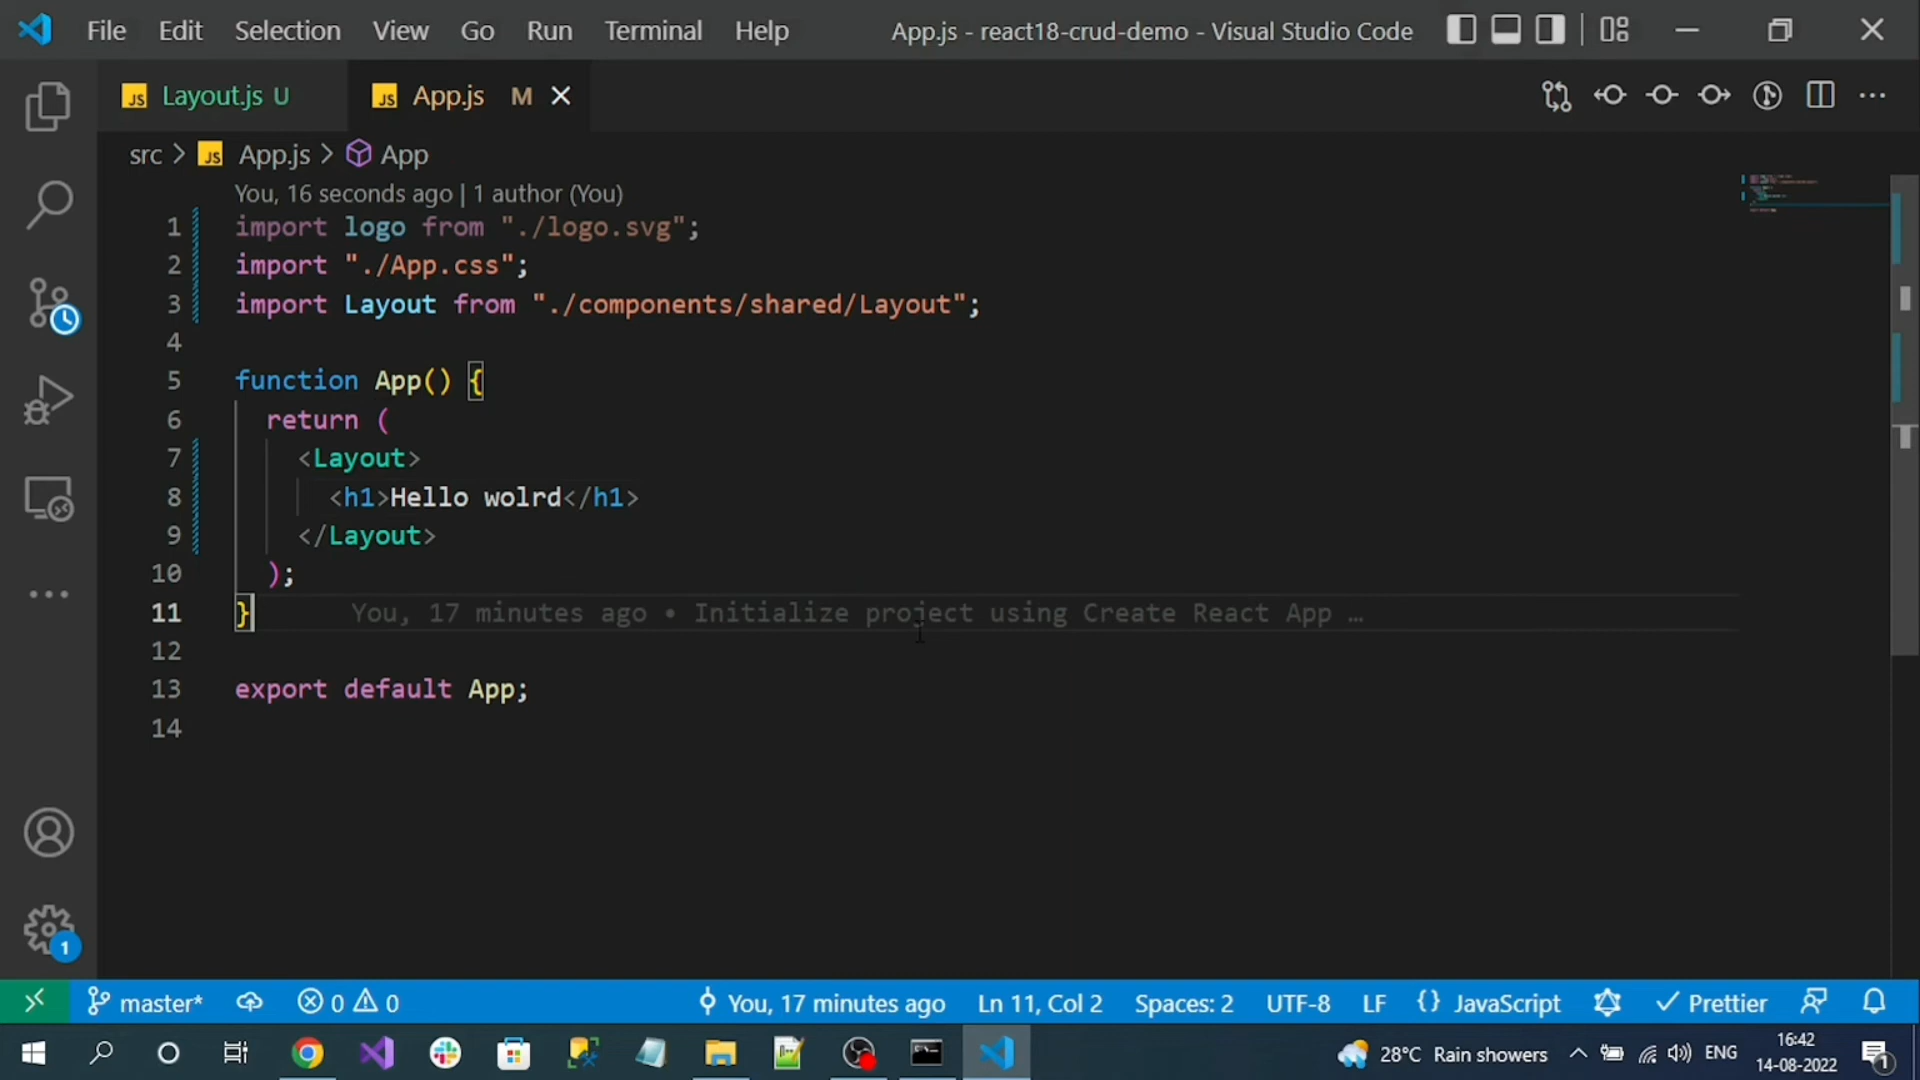 File Edit Selection View Go Run Terminal Help App.js - react18-crud-demo - Visual Studio Code
JS Layout.js U JS App.js M
src > JS App.js > App
You, 16 seconds ago | 1 author (You)
1 import logo from "./logo.svg";
2 import "./App.css";
3 import Layout from "./components/shared/Layout";
4
5 function App() {
6 return (
7 <Layout>
8 <h1>Hello wolrd</h1>
9 </Layout>
10 );
11 } You, 17 minutes ago • Initialize project using Create React App …
12
13 export default App;
14
1
master* 0 0 You, 17 minutes ago Ln 11, Col 2 Spaces: 2 UTF-8 LF {} JavaScript Prettier
28°C Rain showers ENG 16:42
14-08-2022 1